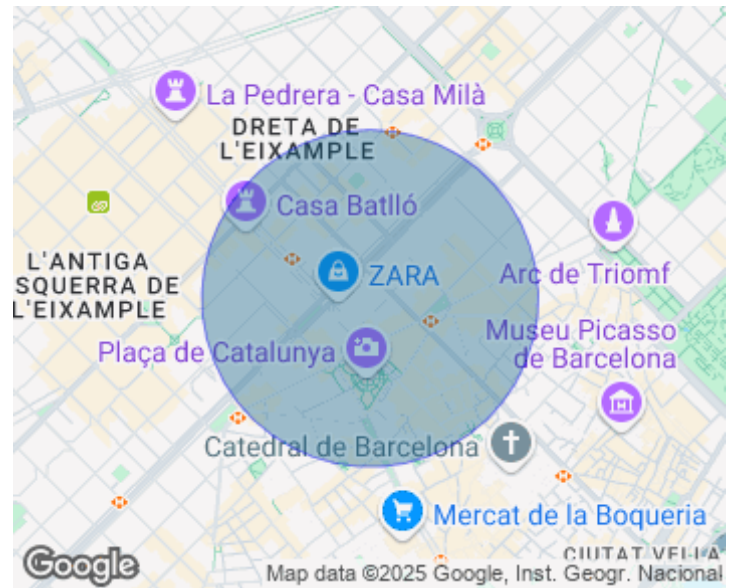 La Pedrera - Casa Milà
DRETA DE
L'EIXAMPLE
Casa Batlló
L'ANTIGA
SQUERRA DE
L'EIXAMPLE
ZARA
Arc de Triomf
Plaça de Catalunya
Museu Picasso
de Barcelona
Catedral de Barcelona
Mercat de la Boqueria
CIUTAT VELLA
Google
Map data ©2025 Google, Inst. Geogr. Nacional